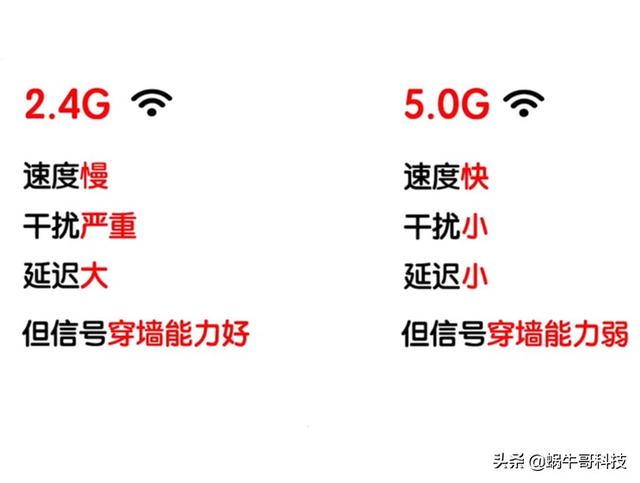 2.4G
速度慢
干扰严重
延迟大
但信号穿墙能力好
5.0G
速度快
干扰小
延迟小
但信号穿墙能力弱
头条 @蜗牛哥科技